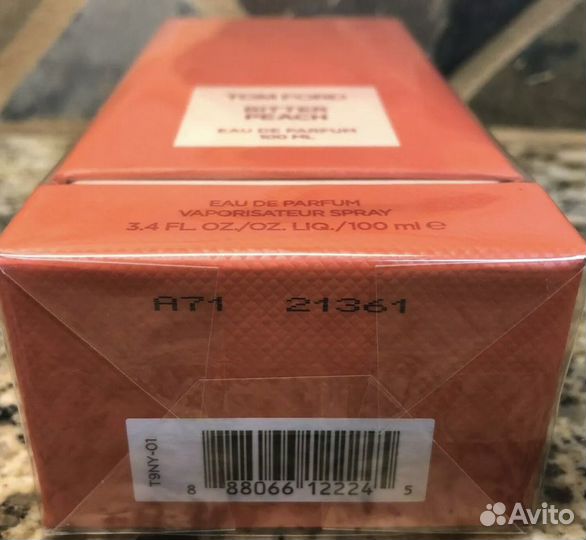 TOM FORD
BITTER
PEACH
EAU DE PARFUM
100 ML
EAU DE PARFUM
VAPORISATEUR SPRAY
3.4 FL. OZ./OZ. LIQ./100 ml ℮
A71 21361
T9NY-01
8 88066 12224 5
Avito